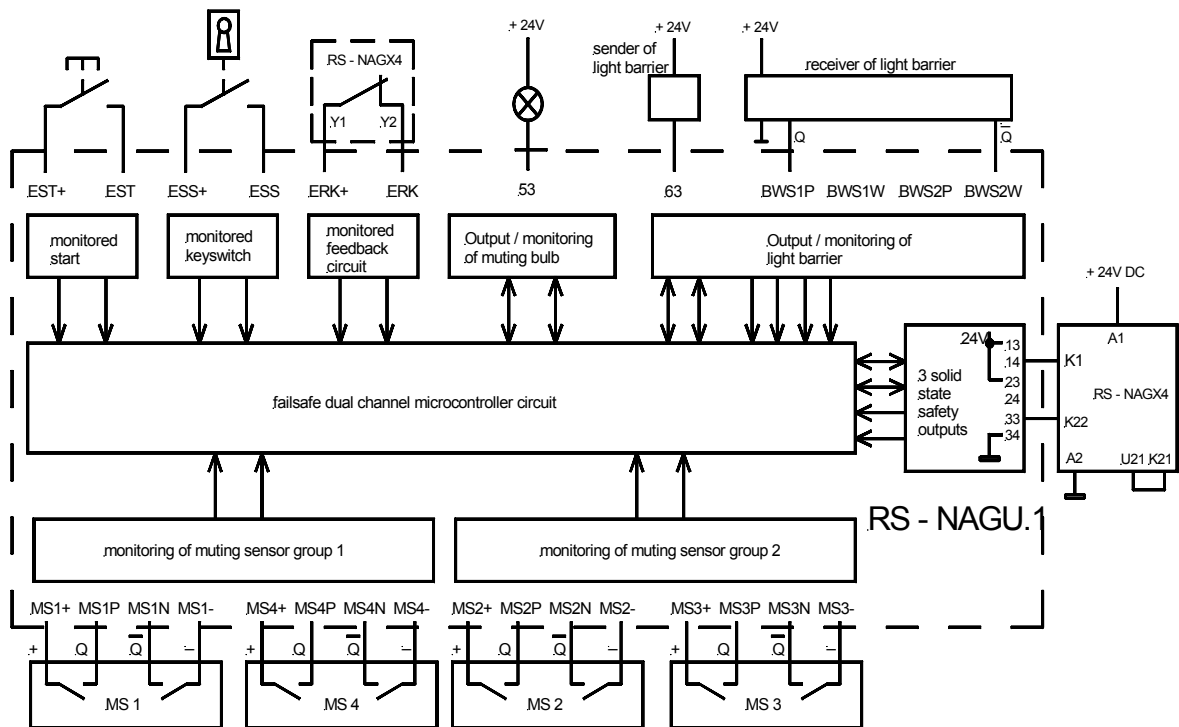 + 24V
+ 24V
+ 24V
RS - NAGX4
sender of
light barrier
receiver of light barrier
Y1 Y2
Q Q̅
EST+ EST ESS+ ESS ERK+ ERK 53 63 BWS1P BWS1W BWS2P BWS2W
monitored
start
monitored
keyswitch
monitored
feedback
circuit
Output / monitoring
of muting bulb
Output / monitoring of
light barrier
+ 24V DC
24V
13
14
23
24
33
34
3 solid
state
safety
outputs
A1
K1
RS - NAGX4
K22
A2
U21 K21
failsafe dual channel microcontroller circuit
RS - NAGU.1
monitoring of muting sensor group 1
monitoring of muting sensor group 2
MS1+ MS1P MS1N MS1- MS4+ MS4P MS4N MS4- MS2+ MS2P MS2N MS2- MS3+ MS3P MS3N MS3-
+ Q Q̅ – + Q Q̅ – + Q Q̅ – + Q Q̅ –
MS 1
MS 4
MS 2
MS 3